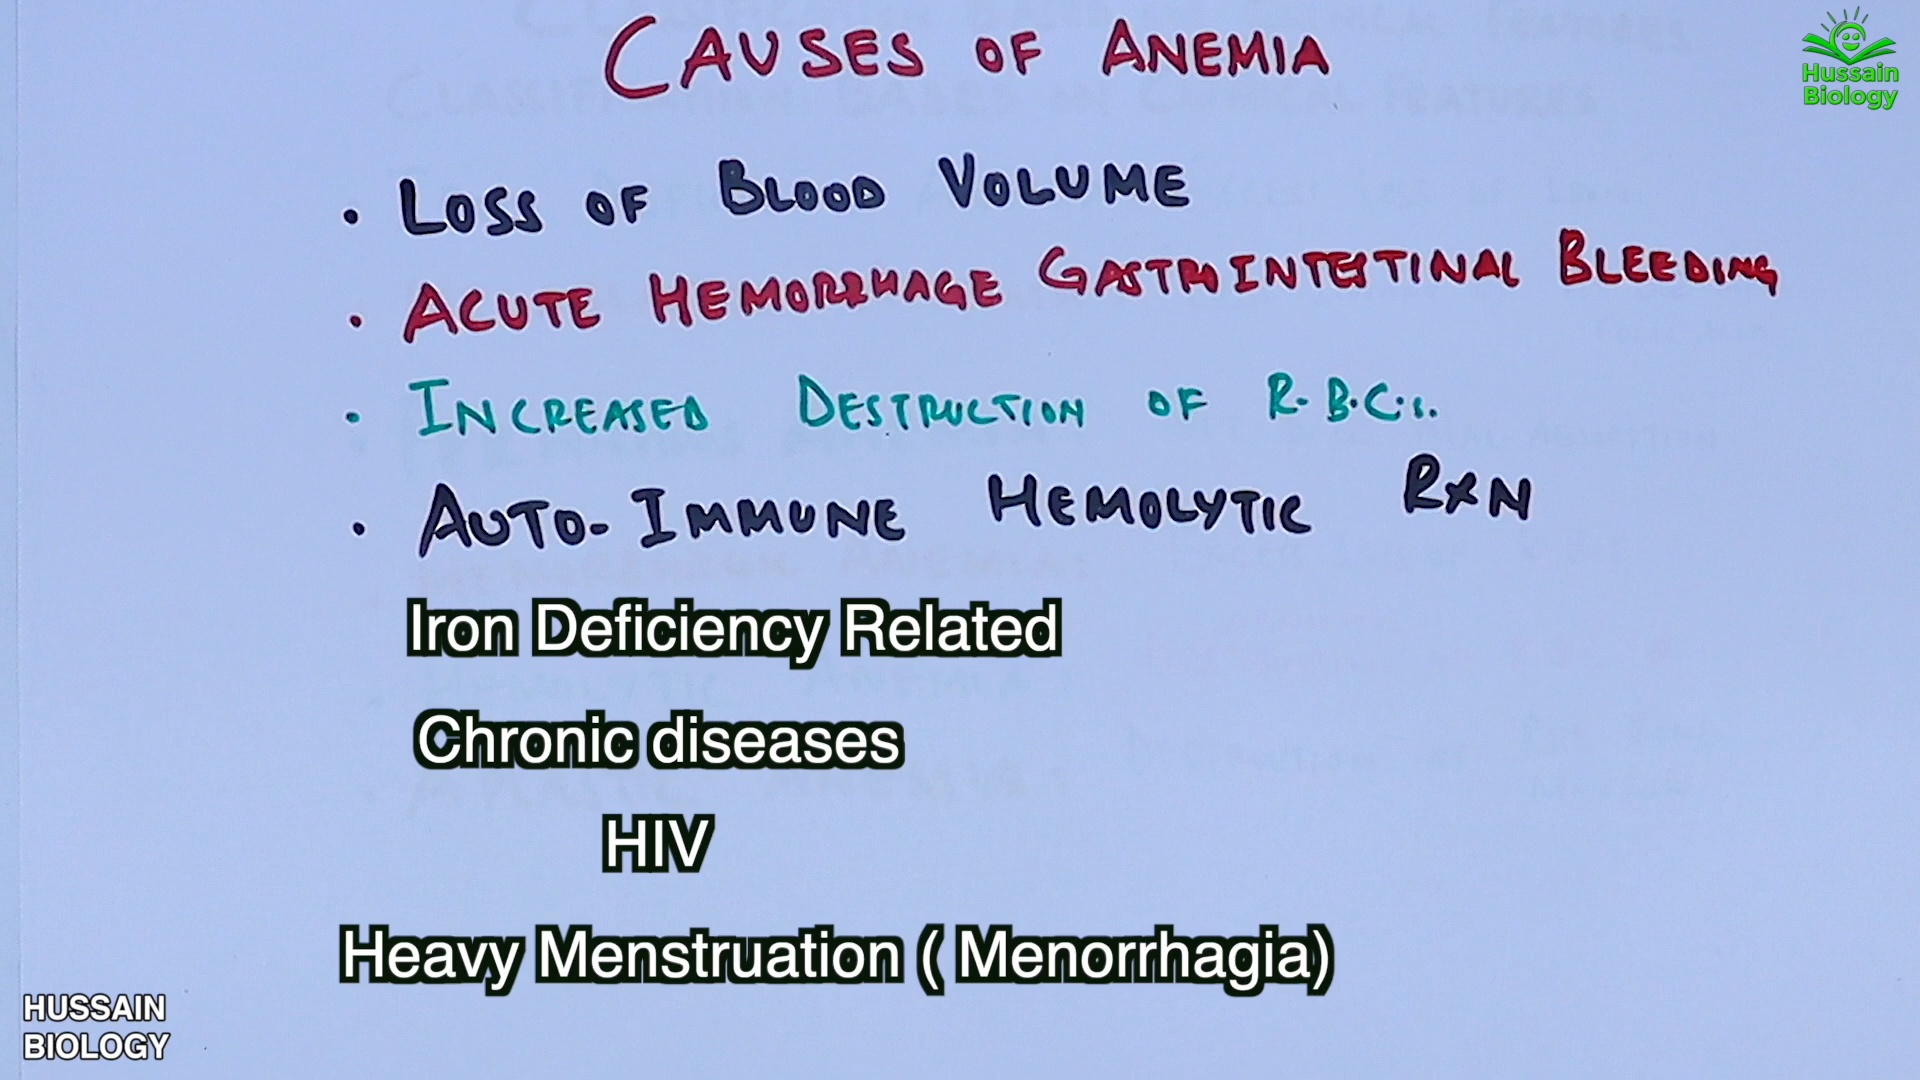 CAUSES OF ANEMIA
Hussain
Biology
• LOSS OF BLOOD VOLUME
• ACUTE HEMORRHAGE GASTROINTESTINAL BLEEDING
• INCREASED DESTRUCTION OF R.B.C.s.
• AUTO-IMMUNE HEMOLYTIC RXN
Iron Deficiency Related
Chronic diseases
HIV
Heavy Menstruation ( Menorrhagia)
HUSSAIN
BIOLOGY